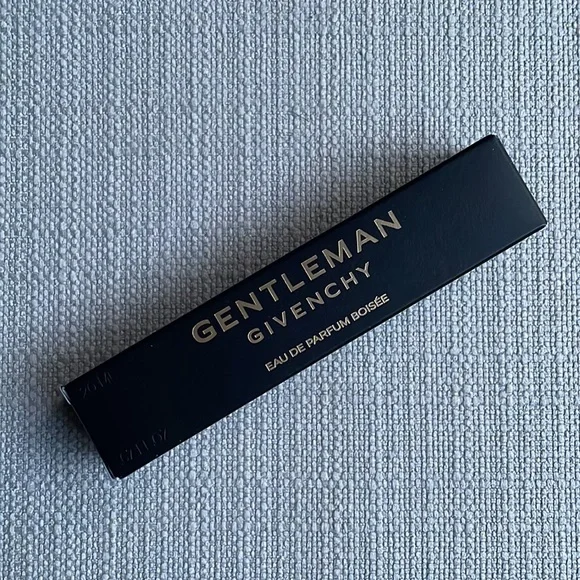 GENTLEMAN
GIVENCHY
EAU DE PARFUM BOISÉE